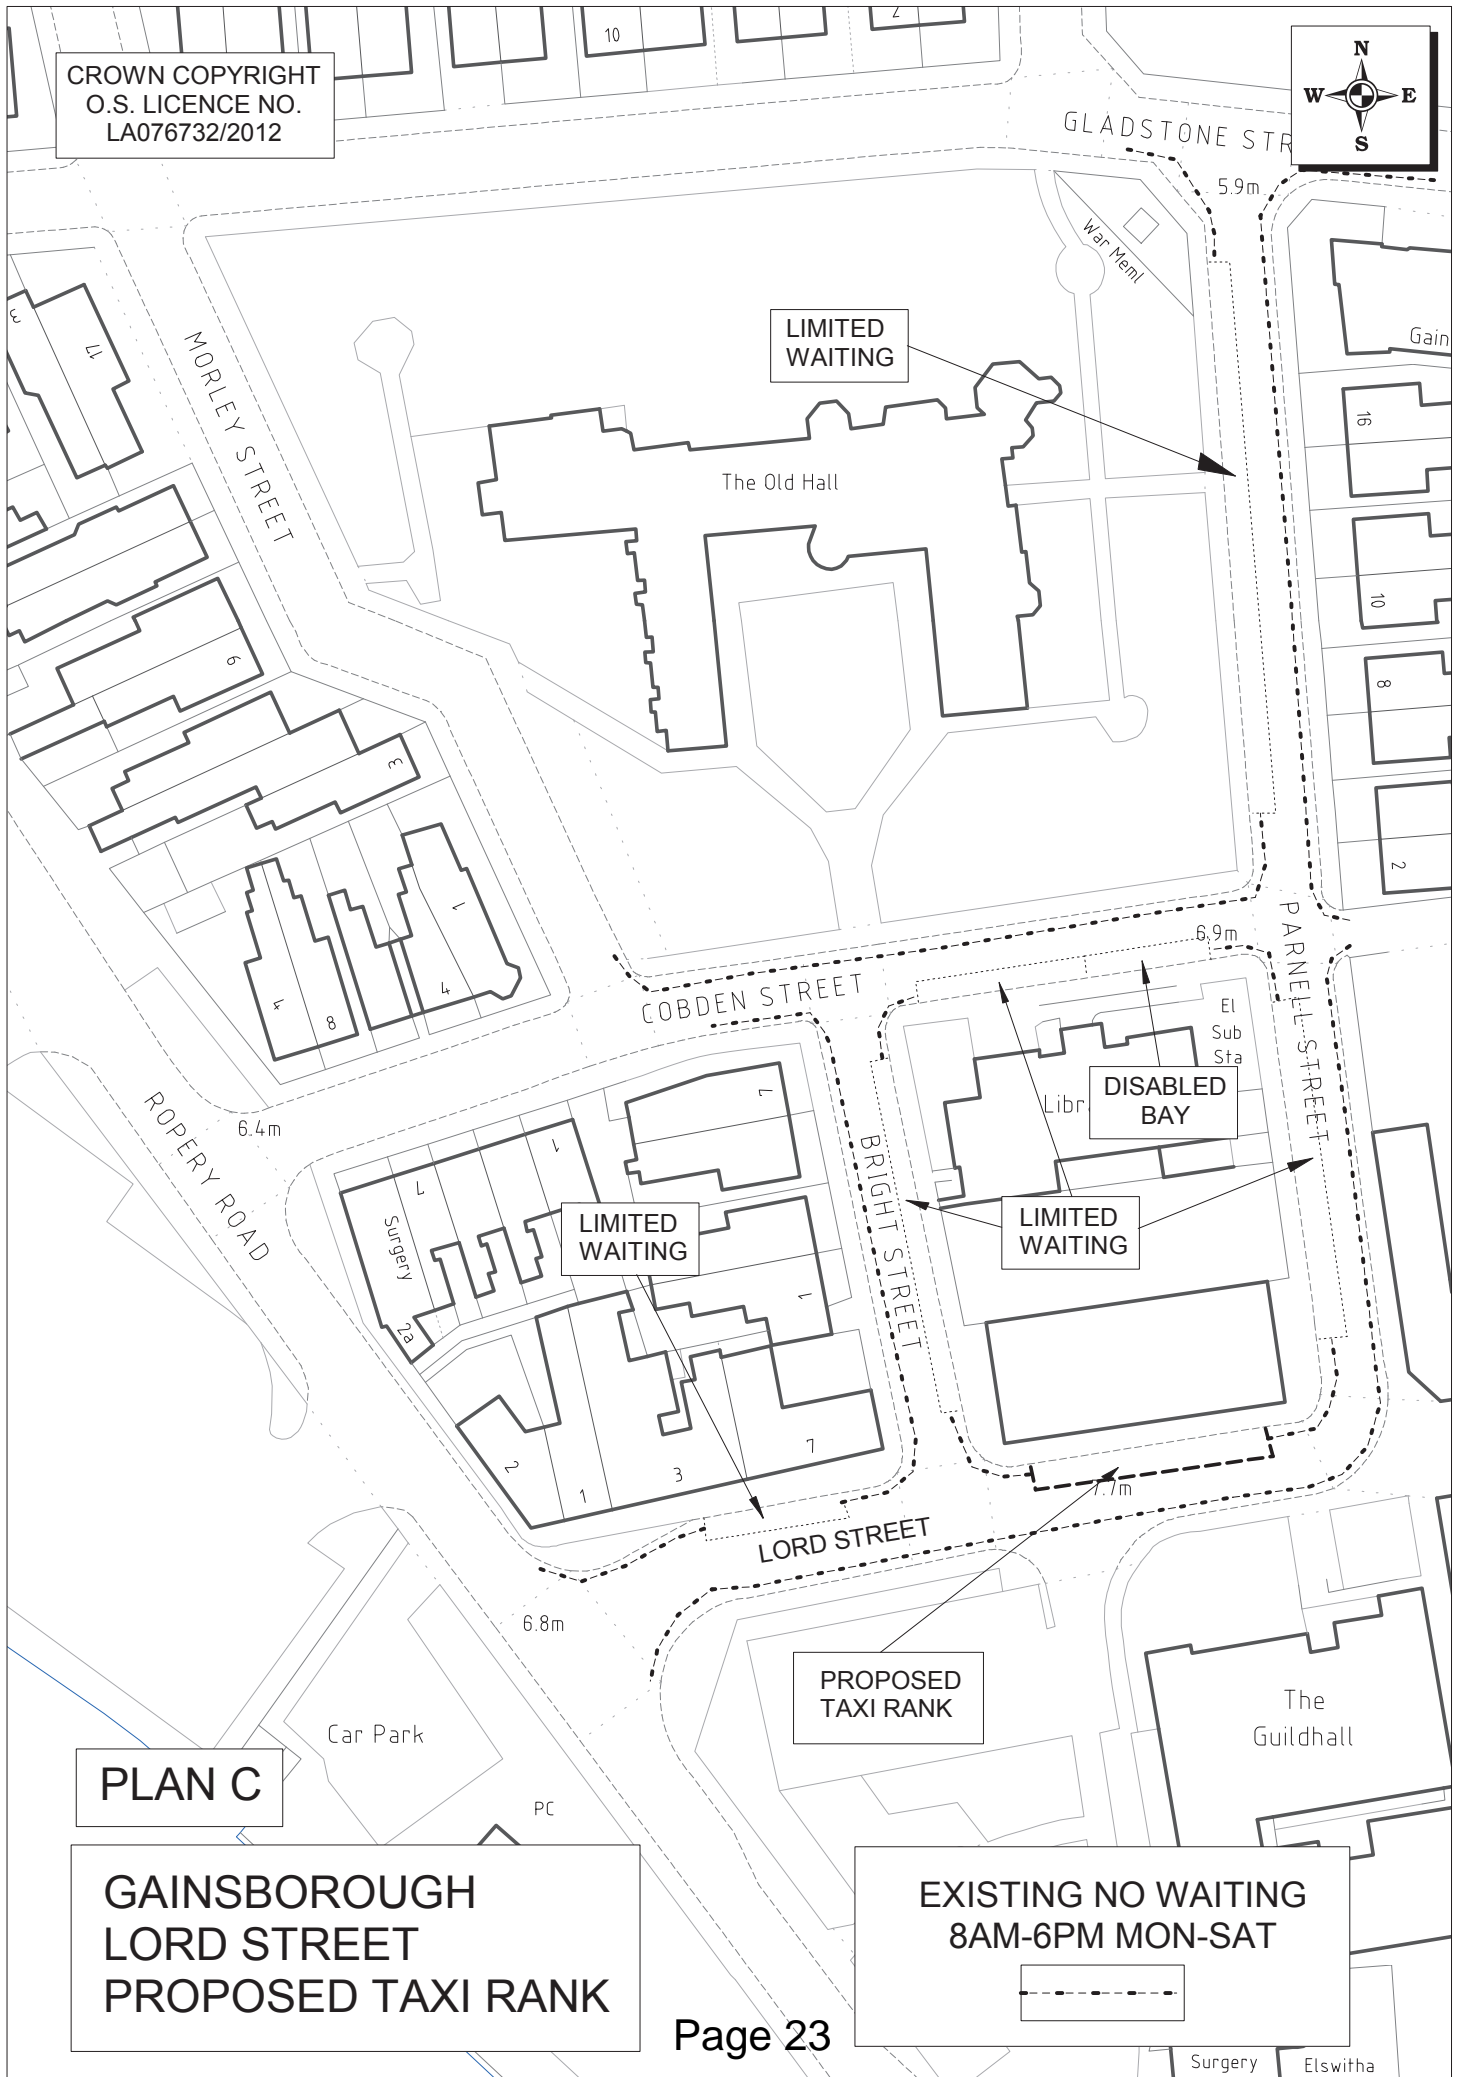 10
2
CROWN COPYRIGHT
O.S. LICENCE NO.
LA076732/2012
N
W E
S
GLADSTONE STR
5.9m
War Meml
3
17
MORLEY STREET
LIMITED
WAITING
Gain
16
The Old Hall
10
9
8
3
2
1
4
8
4
PARNELL STREET
6.9m
COBDEN STREET
El
Sub
Sta
DISABLED
BAY
Libr
ROPERY ROAD
6.4m
BRIGHT STREET
7
1
7
Surgery
2a
LIMITED
WAITING
LIMITED
WAITING
1
2
1
3
7
7.7m
LORD STREET
6.8m
PROPOSED
TAXI RANK
The
Guildhall
Car Park
PLAN C
PC
GAINSBOROUGH
LORD STREET
PROPOSED TAXI RANK
EXISTING NO WAITING
8AM-6PM MON-SAT
Page 23
Surgery
Elswitha